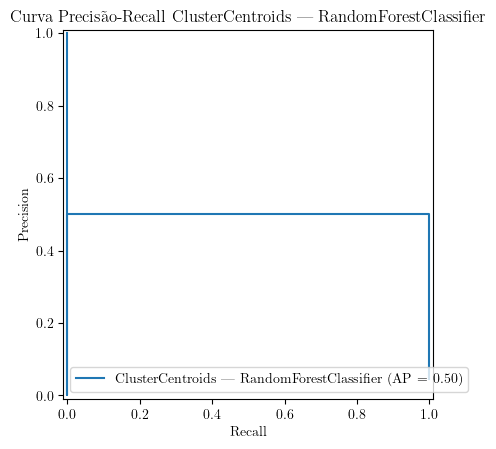 Curva Precisão-Recall ClusterCentroids — RandomForestClassifier
1.0
0.8
0.6
0.4
0.2
0.0
Precision
ClusterCentroids — RandomForestClassifier (AP = 0.50)
0.0 0.2 0.4 0.6 0.8 1.0
Recall